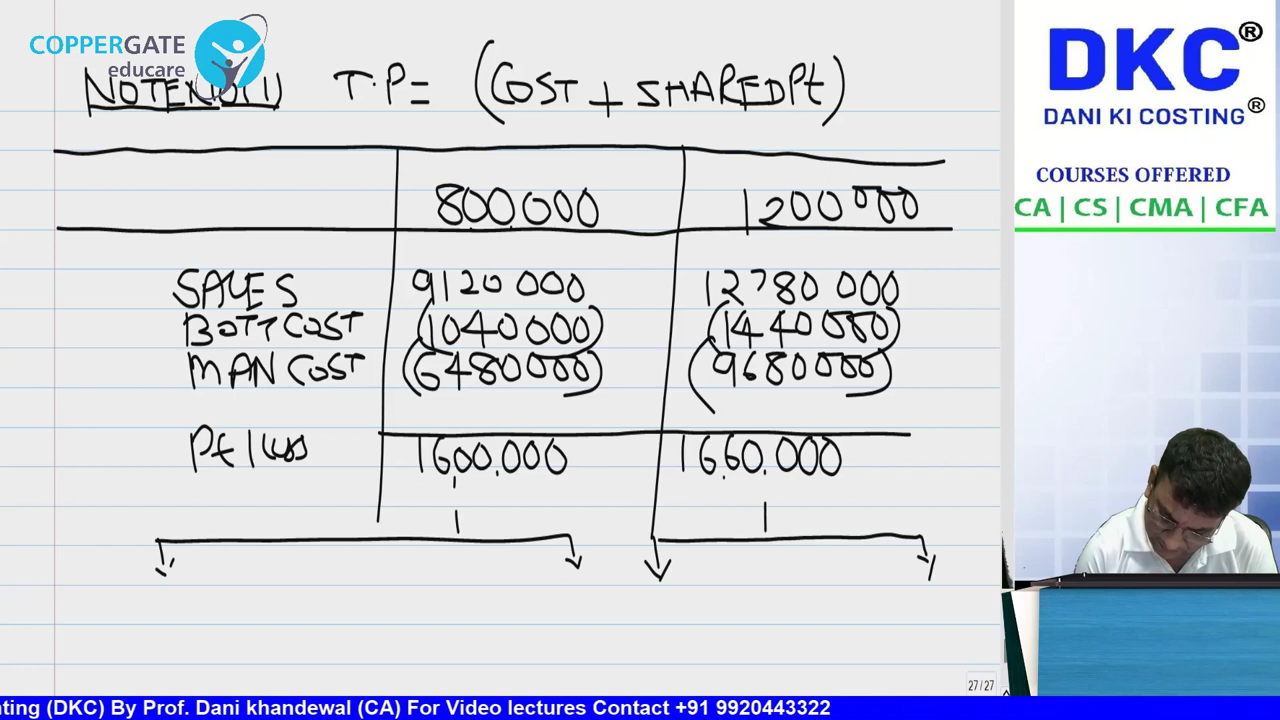 COPPERGATE
educare
NOTE NO (1) T.P = (COST + SHARED Pt)
800,000 1200000
SALES 9120 000 12780 000
BOTT COST (1040000) (1440000)
MAN COST (6480000) (9680000)
Pt / Loss 1600,000 1660,000
27/27
DKC®
DANI KI COSTING®
COURSES OFFERED
CA | CS | CMA | CFA
nting (DKC) By Prof. Dani khandewal (CA) For Video lectures Contact +91 9920443322